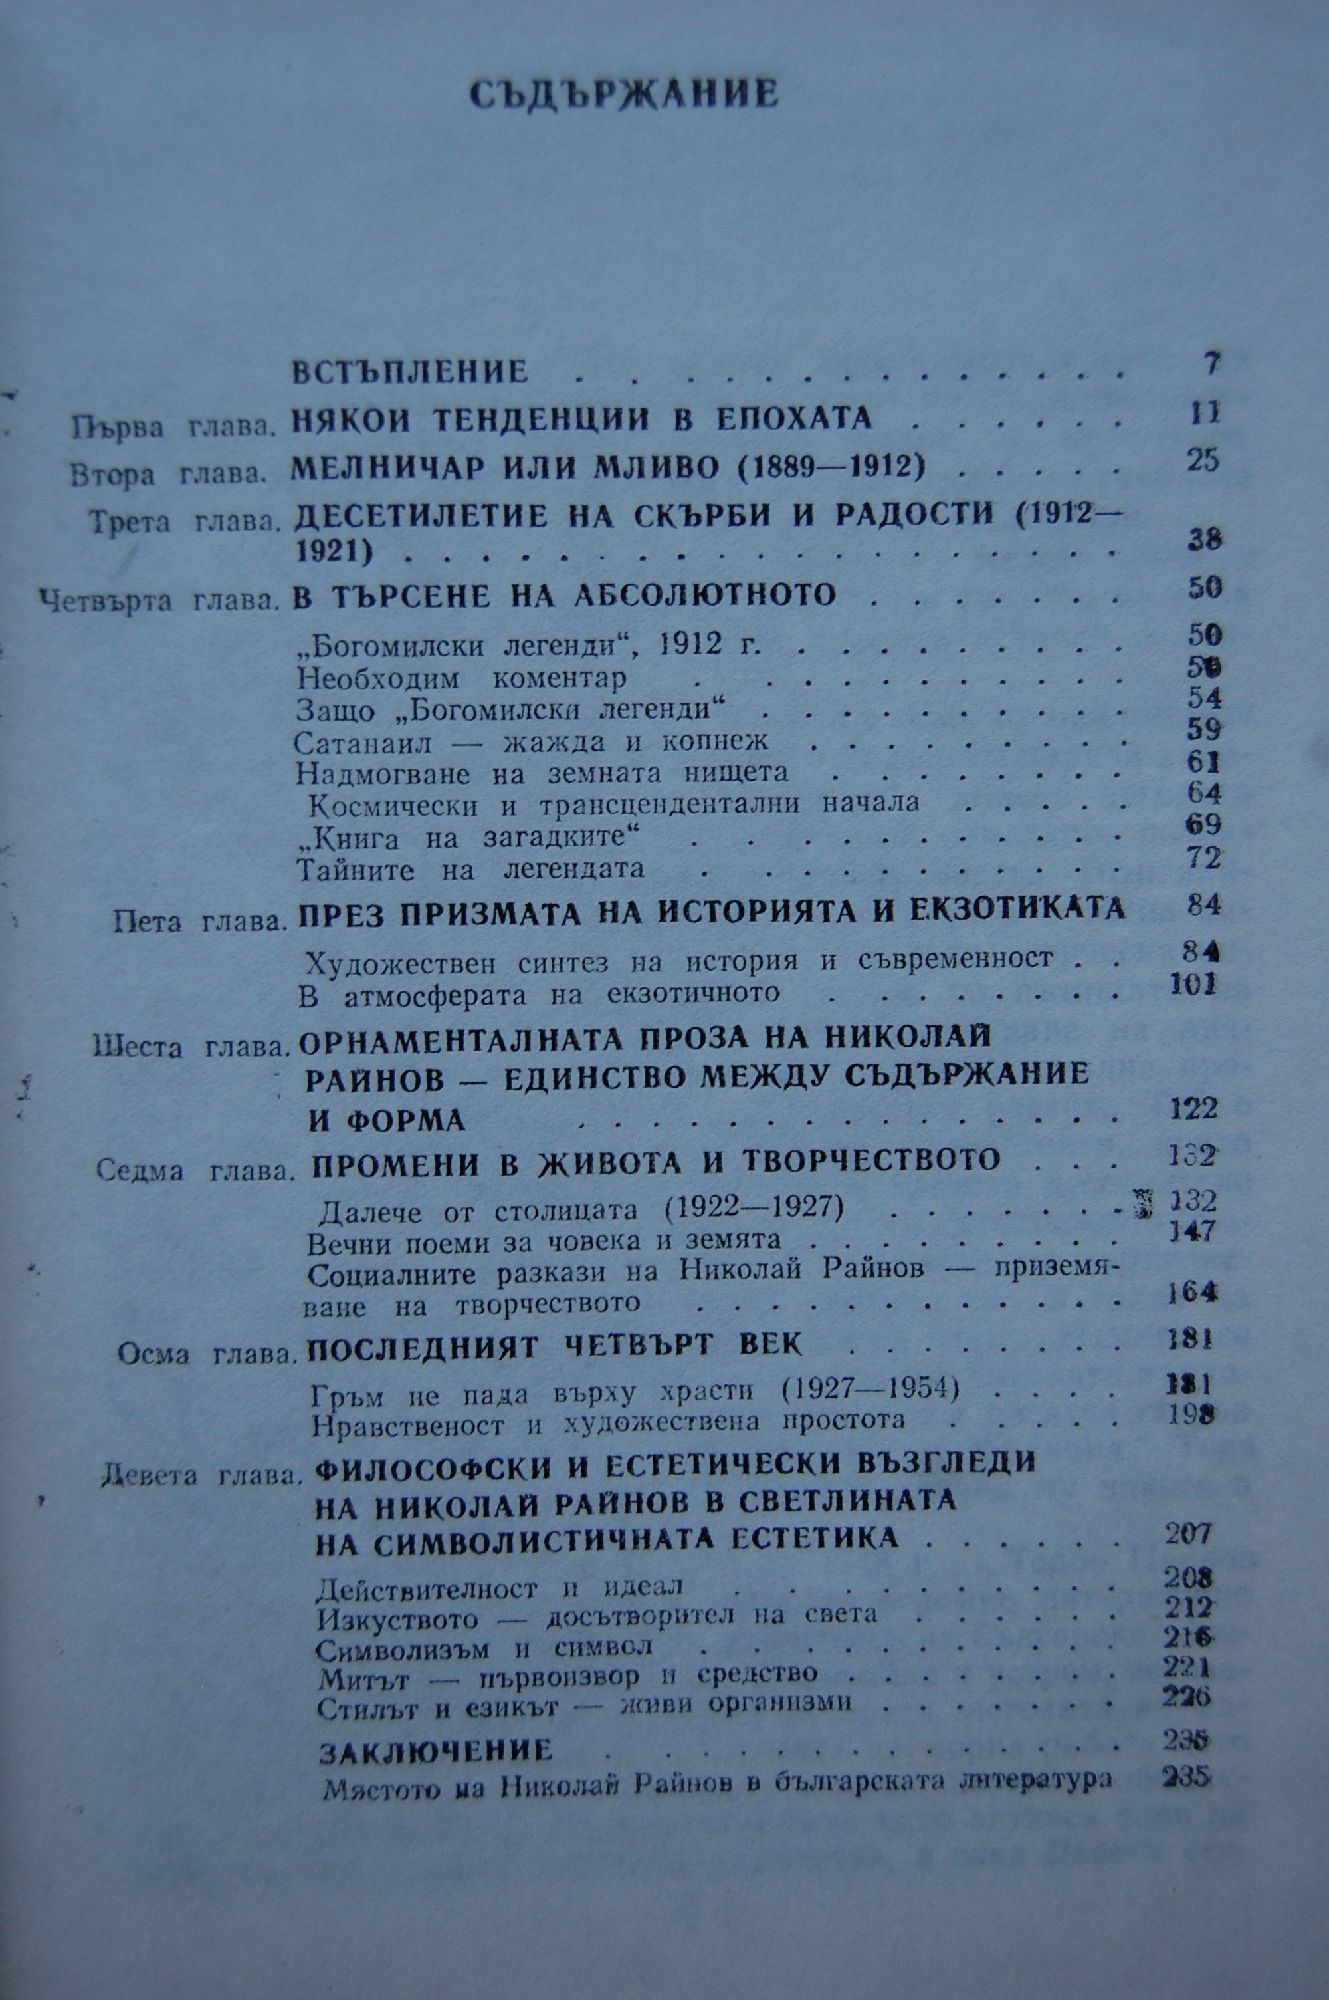 СЪДЪРЖАНИЕ
ВСТЪПЛЕНИЕ . . . . . . . . . . . . . 7
Първа глава. НЯКОИ ТЕНДЕНЦИИ В ЕПОХАТА . . . . . . 11
Втора глава. МЕЛНИЧАР ИЛИ МЛИВО (1889—1912) . . . . . 25
Трета глава. ДЕСЕТИЛЕТИЕ НА СКЪРБИ И РАДОСТИ (1912—
1921) . . . . . . . . . . . . . . . . . . . 38
Четвърта глава. В ТЪРСЕНЕ НА АБСОЛЮТНОТО . . . . . . . 50
„Богомилски легенди“, 1912 г. . . . . . . . . . 50
Необходим коментар . . . . . . . . . . . 50
Защо „Богомилски легенди“ . . . . . . . . . . 54
Сатанаил — жажда и копнеж . . . . . . . . . 59
Надмогване на земната нищета . . . . . . . . 61
Космически и трансцендентални начала . . . . . 64
„Книга на загадките“ . . . . . . . . . . . 69
Тайните на легендата . . . . . . . . . . . 72
Пета глава. ПРЕЗ ПРИЗМАТА НА ИСТОРИЯТА И ЕКЗОТИКАТА 84
Художествен синтез на история и съвременност . . 84
В атмосферата на екзотичното . . . . . . . . 101
Шеста глава. ОРНАМЕНТАЛНАТА ПРОЗА НА НИКОЛАЙ
РАЙНОВ — ЕДИНСТВО МЕЖДУ СЪДЪРЖАНИЕ
И ФОРМА . . . . . . . . . . . . . . . 122
Седма глава. ПРОМЕНИ В ЖИВОТА И ТВОРЧЕСТВОТО . . . 132
Далече от столицата (1922—1927) . . . . . . . 132
Вечни поеми за човека и земята . . . . . . . . . 147
Социалните разкази на Николай Райнов — приземя-
ване на творчеството . . . . . . . . . . . . 164
Осма глава. ПОСЛЕДНИЯТ ЧЕТВЪРТ ВЕК . . . . . . . . 181
Гръм не пада върху храсти (1927—1954) . . . . 181
Нравственост и художествена простота . . . . . 198
Девета глава. ФИЛОСОФСКИ И ЕСТЕТИЧЕСКИ ВЪЗГЛЕДИ
НА НИКОЛАЙ РАЙНОВ В СВЕТЛИНАТА
НА СИМВОЛИСТИЧНАТА ЕСТЕТИКА . . . . . . 207
Действителност и идеал . . . . . . . . . . 208
Изкуството — досътворител на света . . . . . . 212
Символизъм и символ . . . . . . . . . . . 216
Митът — първоизвор и средство . . . . . . . . 221
Стилът и езикът — живи организми . . . . . . . 226
ЗАКЛЮЧЕНИЕ . . . . . . . . . . . . . 235
Мястото на Николай Райнов в българската литература 235